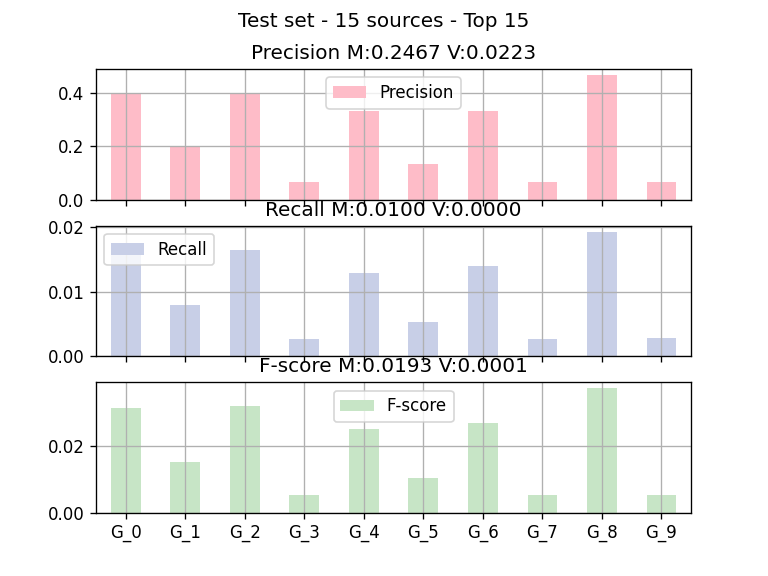 Test set - 15 sources - Top 15
Precision M:0.2467 V:0.0223
0.4
Precision
0.2
0.0
Recall M:0.0100 V:0.0000
0.02
Recall
0.01
0.00
F-score M:0.0193 V:0.0001
F-score
0.02
0.00
G_0 G_1 G_2 G_3 G_4 G_5 G_6 G_7 G_8 G_9